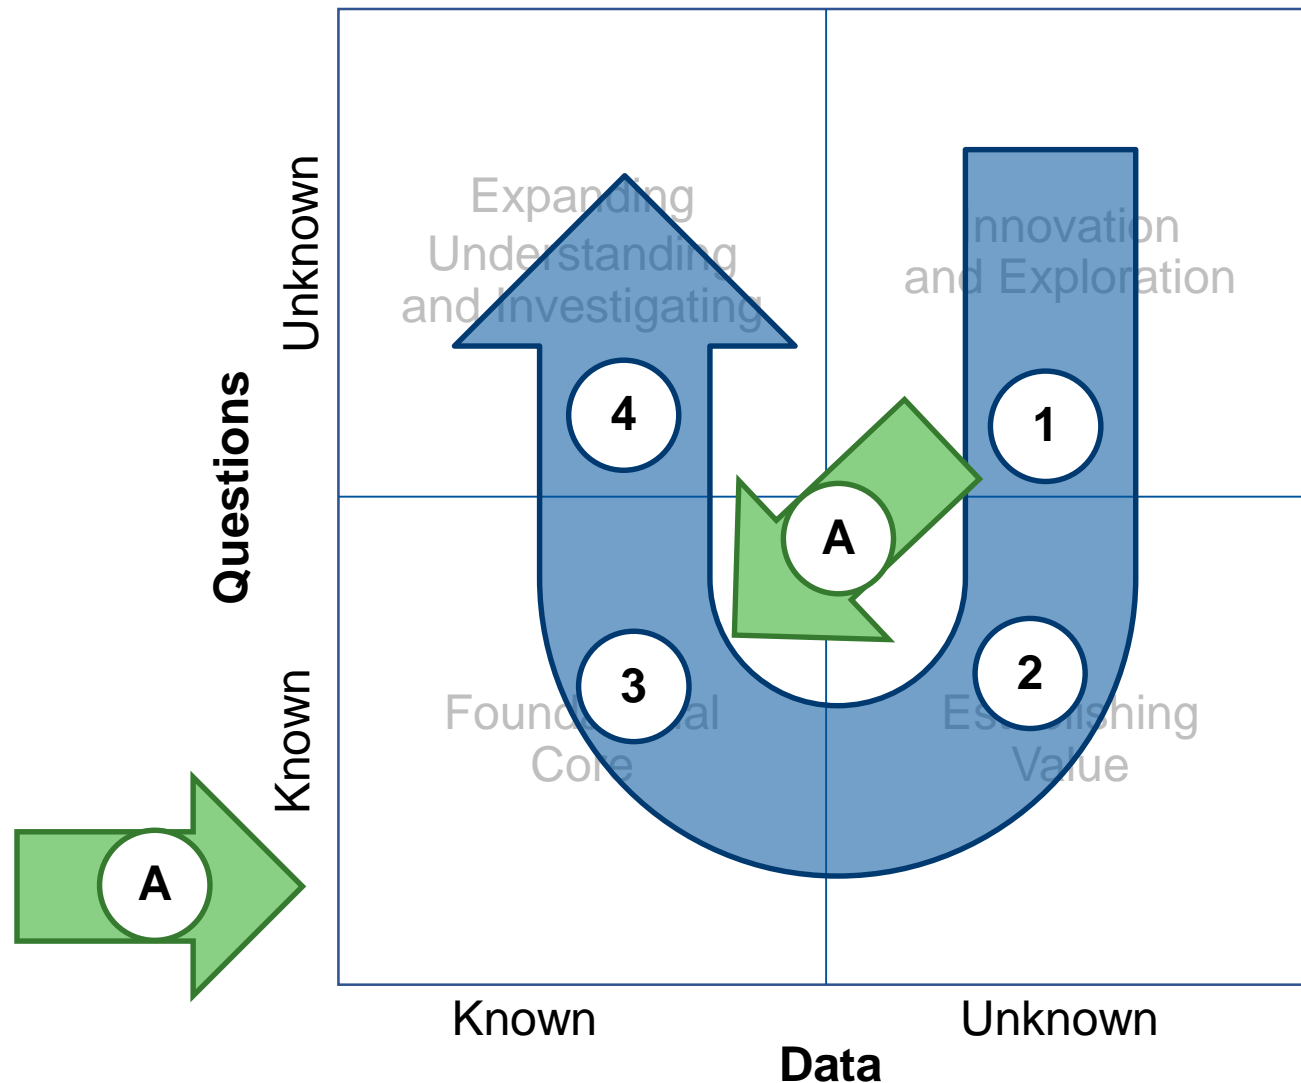 Expanding
Understanding
and Investigating
Innovation
and Exploration
Unknown
Questions
Known
4
1
A
3
2
Foundational
Core
Establishing
Value
A
Known
Unknown
Data